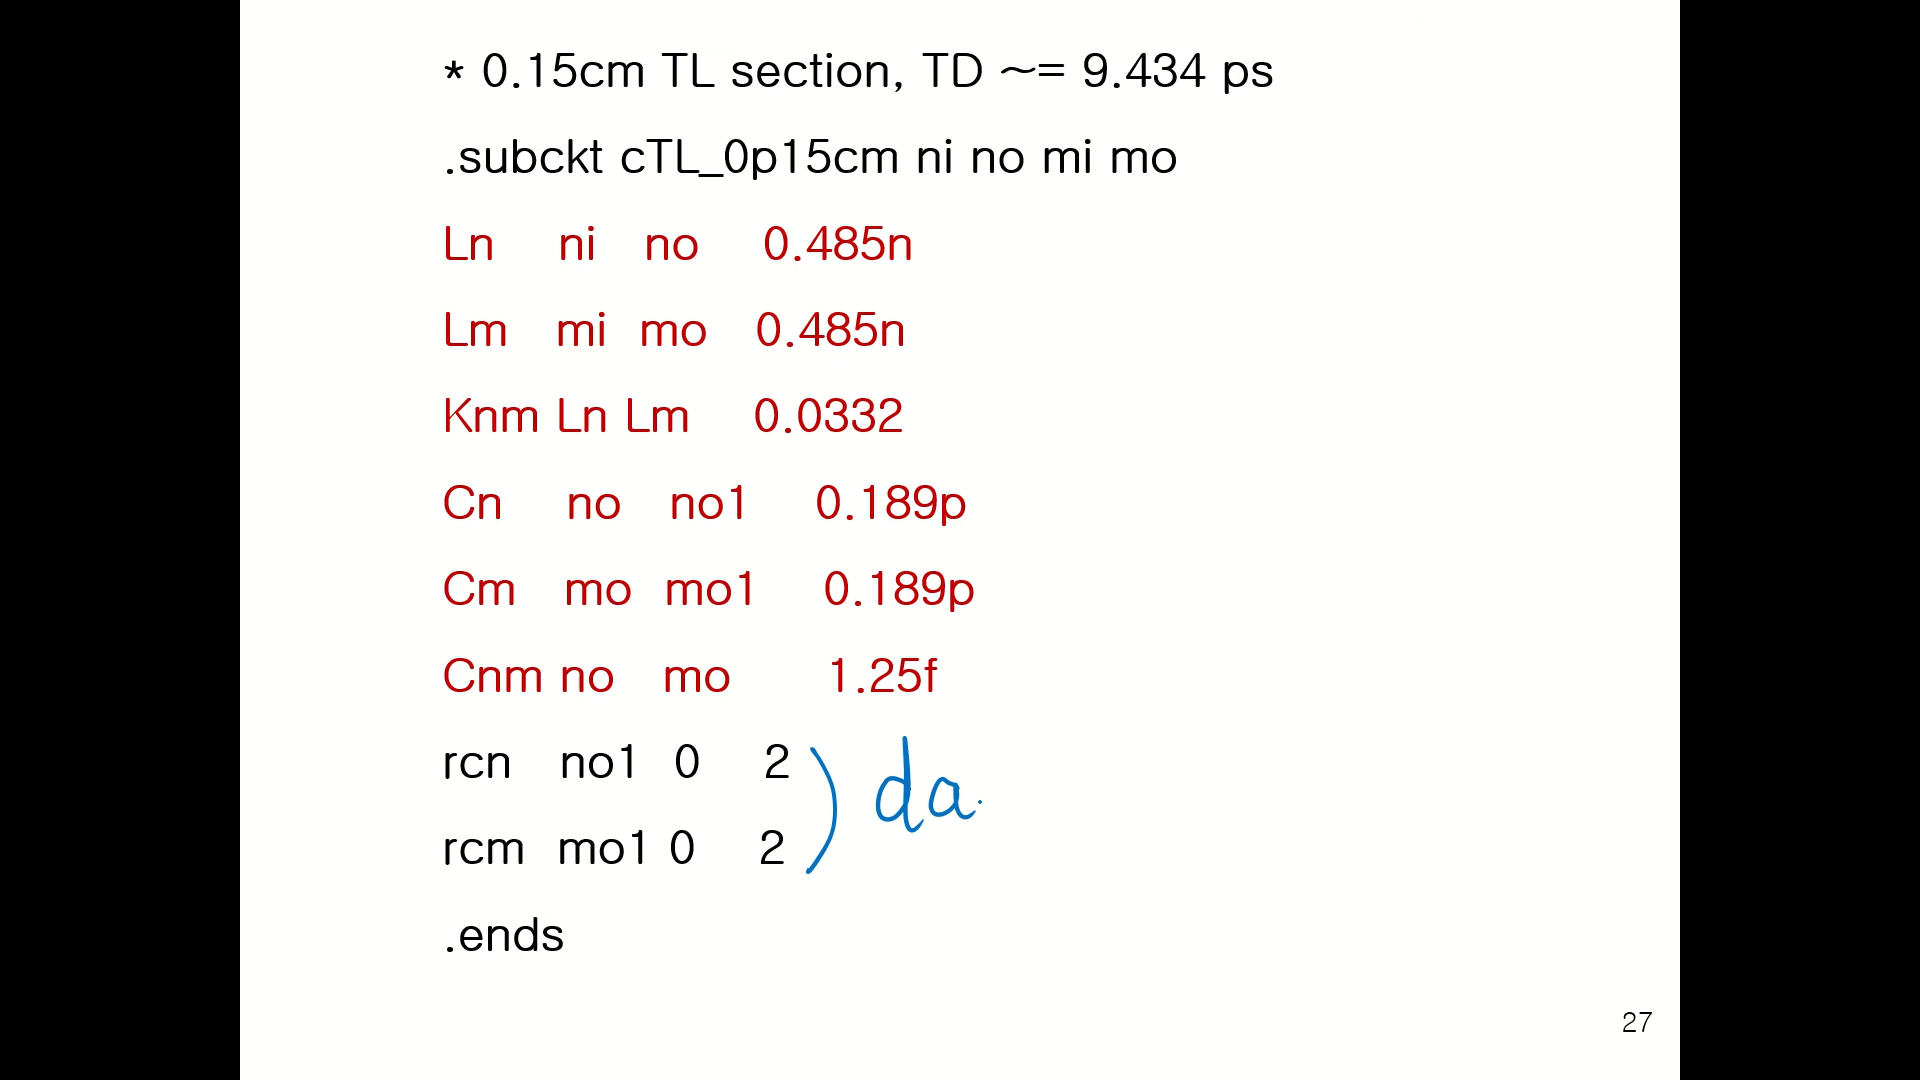 * 0.15cm TL section, TD ~= 9.434 ps
.subckt cTL_0p15cm ni no mi mo
Ln ni no 0.485n
Lm mi mo 0.485n
Knm Ln Lm 0.0332
Cn no no1 0.189p
Cm mo mo1 0.189p
Cnm no mo 1.25f
rcn no1 0 2
rcm mo1 0 2
da
.ends
27